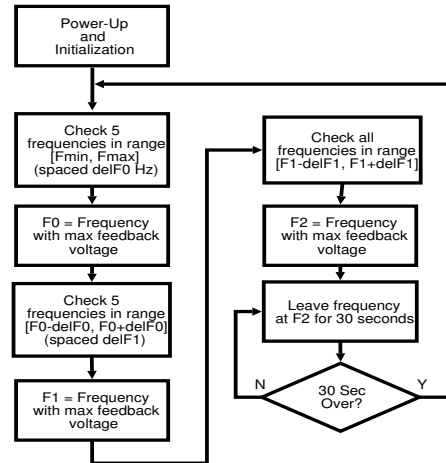 Power-Up
and
Initialization
Check 5
frequencies in range
[Fmin, Fmax]
(spaced delF0 Hz)
F0 = Frequency
with max feedback
voltage
Check 5
frequencies in range
[F0-delF0, F0+delF0]
(spaced delF1)
F1 = Frequency
with max feedback
voltage
Check all
frequencies in range
[F1-delF1, F1+delF1]
F2 = Frequency
with max feedback
voltage
Leave frequency
at F2 for 30 seconds
N
30 Sec
Over?
Y